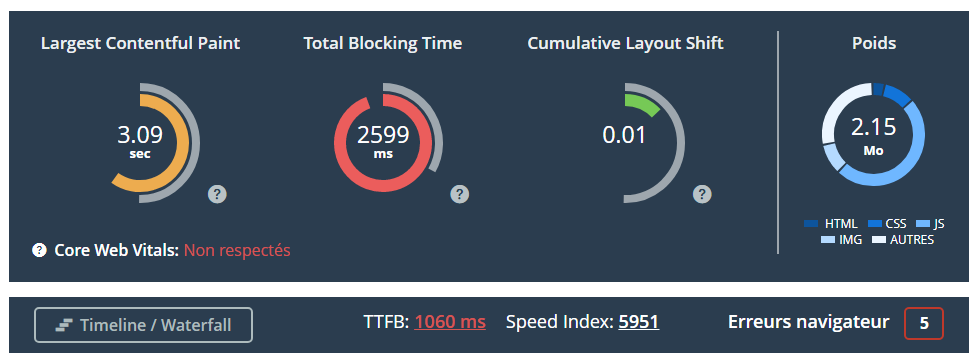 Largest Contentful Paint
Total Blocking Time
Cumulative Layout Shift
Poids
3.09
sec
?
2599
ms
?
0.01
?
2.15
Mo
HTML CSS JS
IMG AUTRES
? Core Web Vitals: Non respectés
Timeline / Waterfall
TTFB: 1060 ms Speed Index: 5951
Erreurs navigateur 5